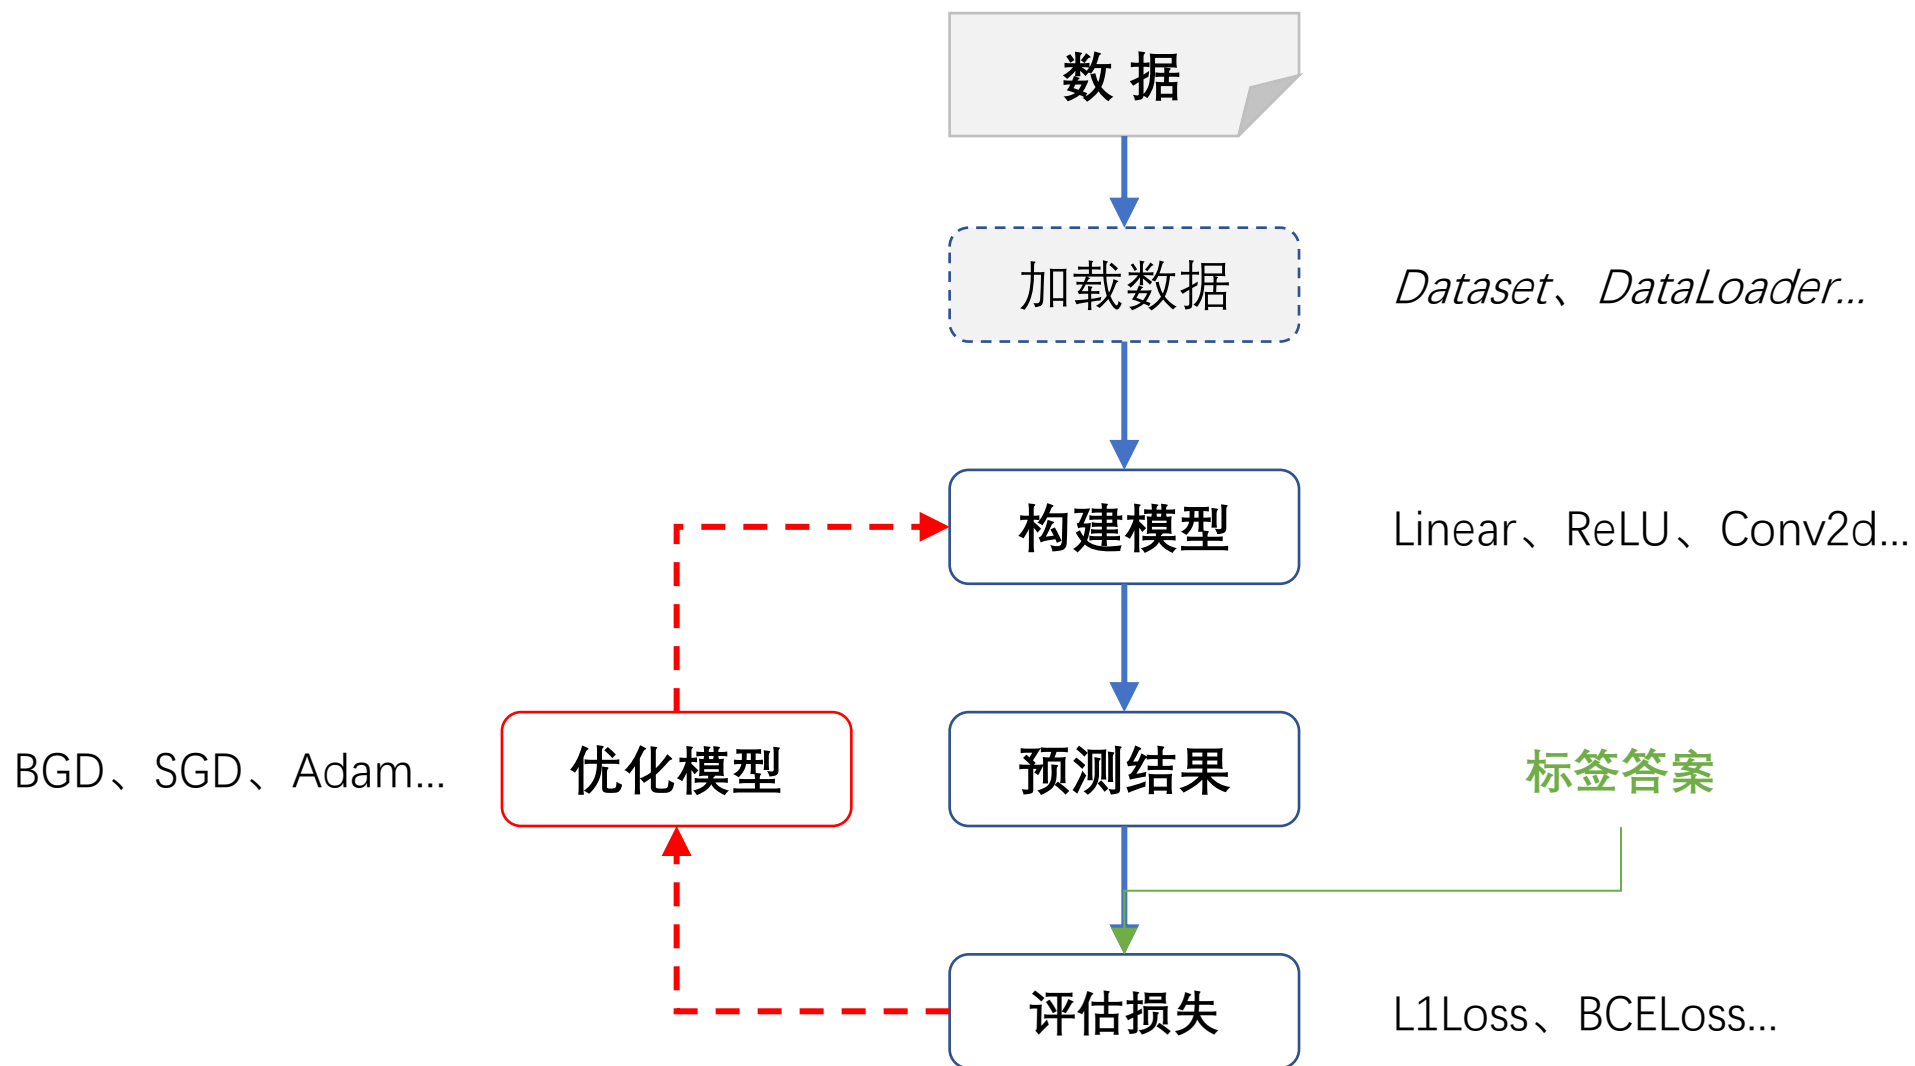 数 据
加载数据
Dataset、DataLoader...
构建模型
Linear、ReLU、Conv2d...
BGD、SGD、Adam...
优化模型
预测结果
标签答案
评估损失
L1Loss、BCELoss...